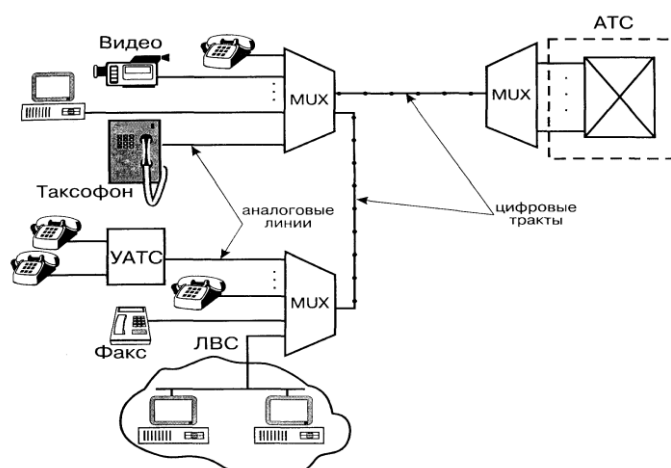 АТС
Видео
MUX
MUX
Таксофон
аналоговые
линии
цифровые
тракты
УАТС
MUX
Факс
ЛВС